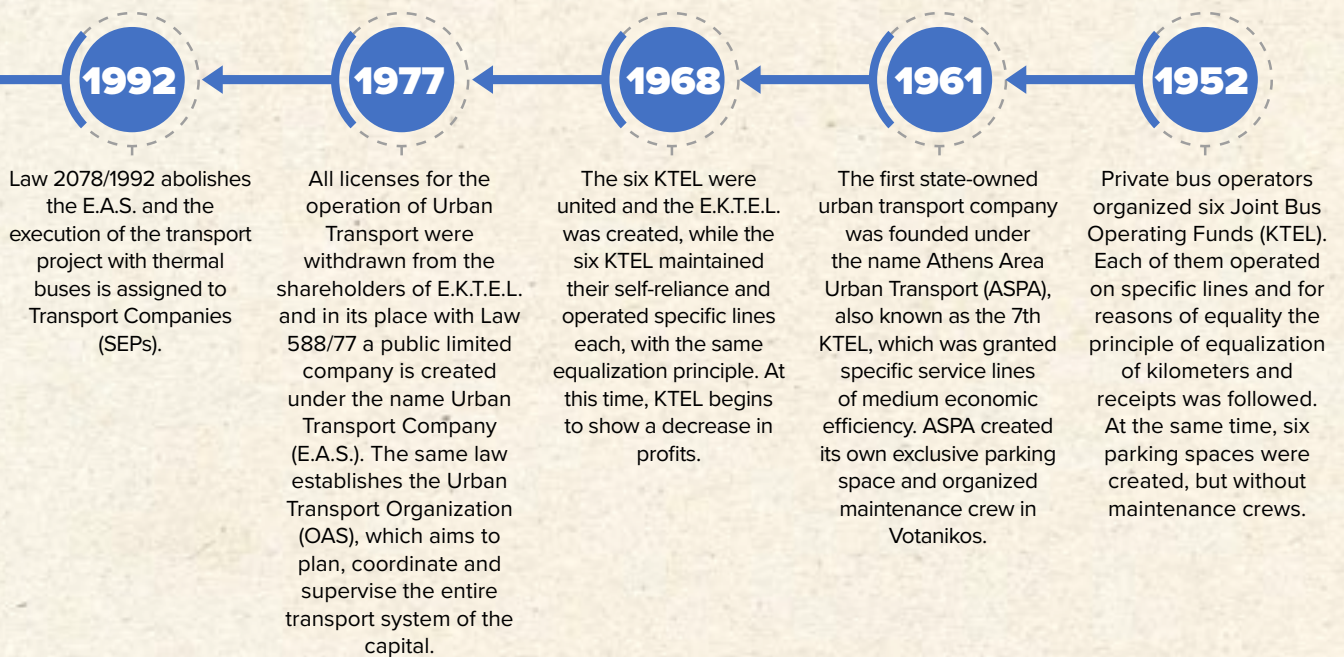 1992
Law 2078/1992 abolishes
the E.A.S. and the
execution of the transport
project with thermal
buses is assigned to
Transport Companies
(SEPs).
1977
All licenses for the
operation of Urban
Transport were
withdrawn from the
shareholders of E.K.T.E.L.
and in its place with Law
588/77 a public limited
company is created
under the name Urban
Transport Company
(E.A.S.). The same law
establishes the Urban
Transport Organization
(OAS), which aims to
plan, coordinate and
supervise the entire
transport system of the
capital.
1968
The six KTEL were
united and the E.K.T.E.L.
was created, while the
six KTEL maintained
their self-reliance and
operated specific lines
each, with the same
equalization principle. At
this time, KTEL begins
to show a decrease in
profits.
1961
The first state-owned
urban transport company
was founded under
the name Athens Area
Urban Transport (ASPA),
also known as the 7th
KTEL, which was granted
specific service lines
of medium economic
efficiency. ASPA created
its own exclusive parking
space and organized
maintenance crew in
Votanikos.
1952
Private bus operators
organized six Joint Bus
Operating Funds (KTEL).
Each of them operated
on specific lines and for
reasons of equality the
principle of equalization
of kilometers and
receipts was followed.
At the same time, six
parking spaces were
created, but without
maintenance crews.